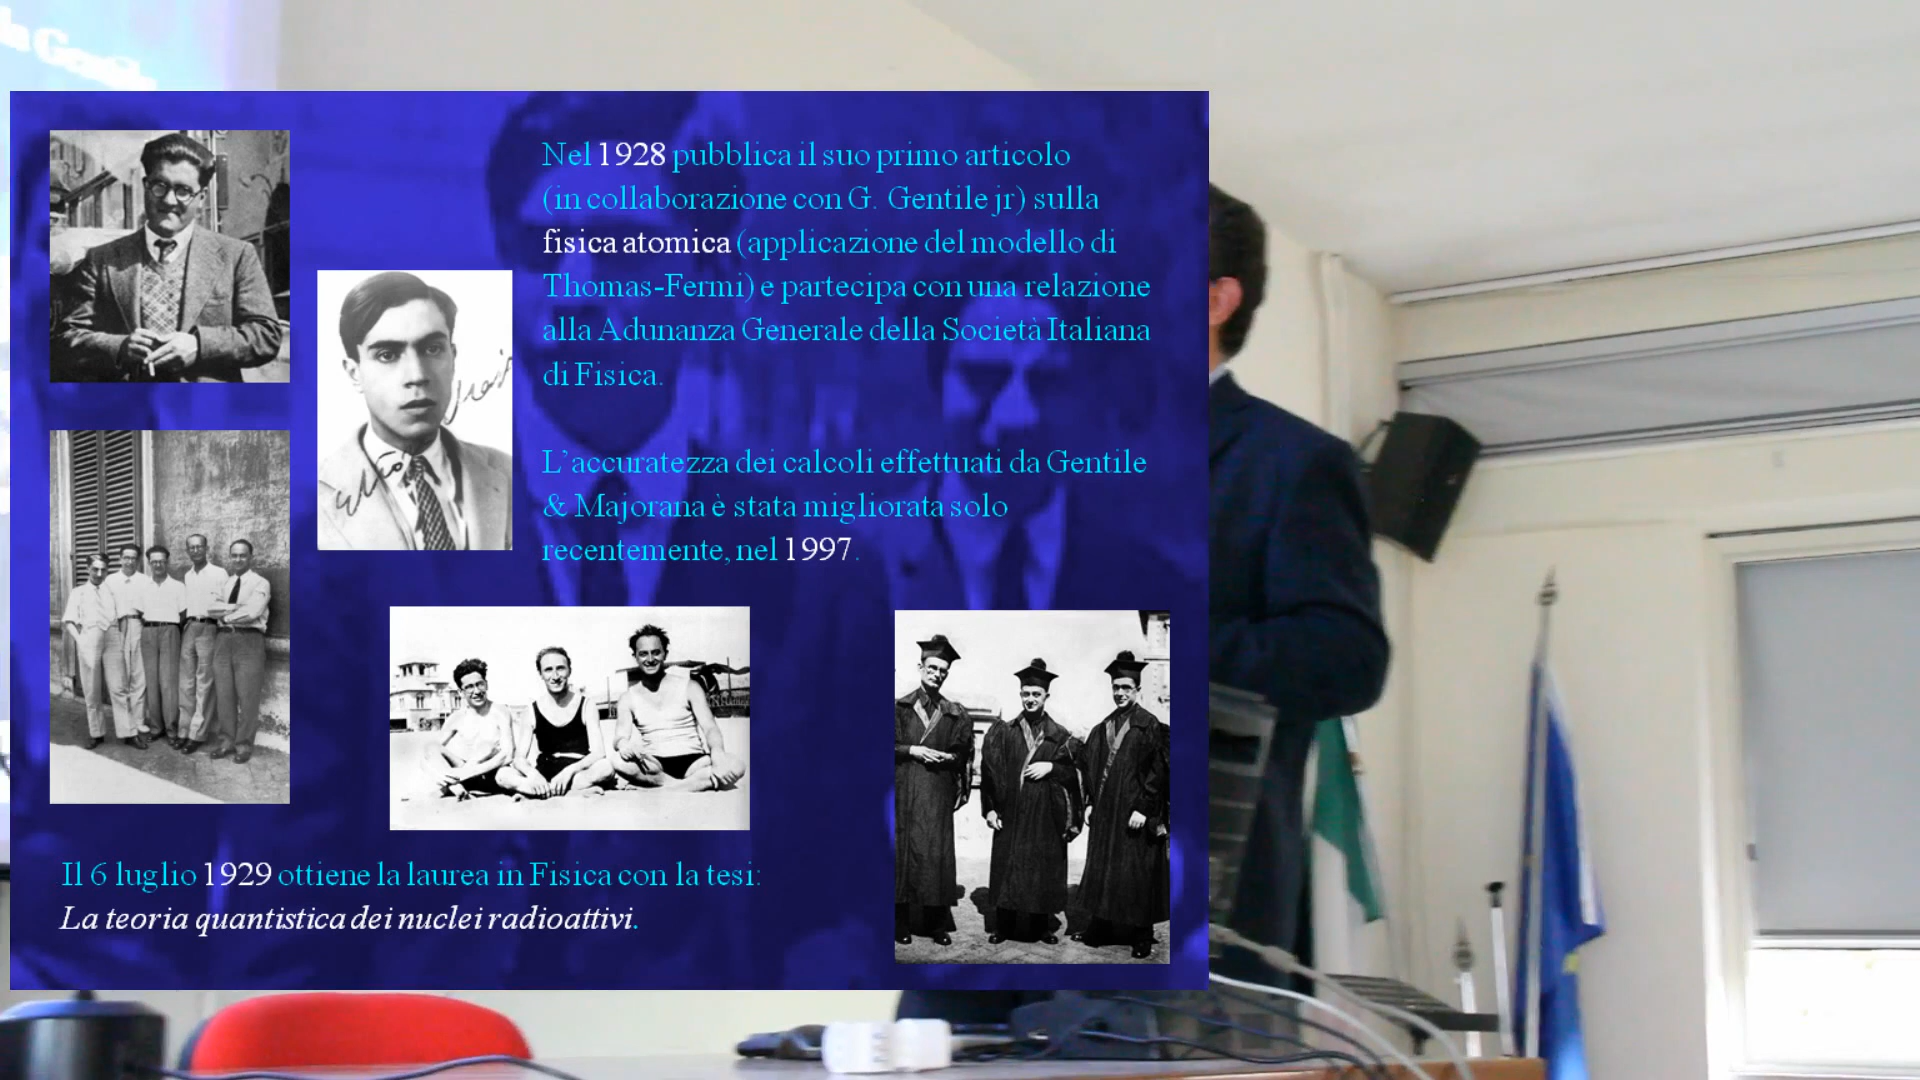 Nel 1928 pubblica il suo primo articolo
(in collaborazione con G. Gentile jr) sulla
fisica atomica (applicazione del modello di
Thomas-Fermi) e partecipa con una relazione
alla Adunanza Generale della Società Italiana
di Fisica.
L'accuratezza dei calcoli effettuati da Gentile
& Majorana è stata migliorata solo
recentemente, nel 1997.
Il 6 luglio 1929 ottiene la laurea in Fisica con la tesi:
La teoria quantistica dei nuclei radioattivi.